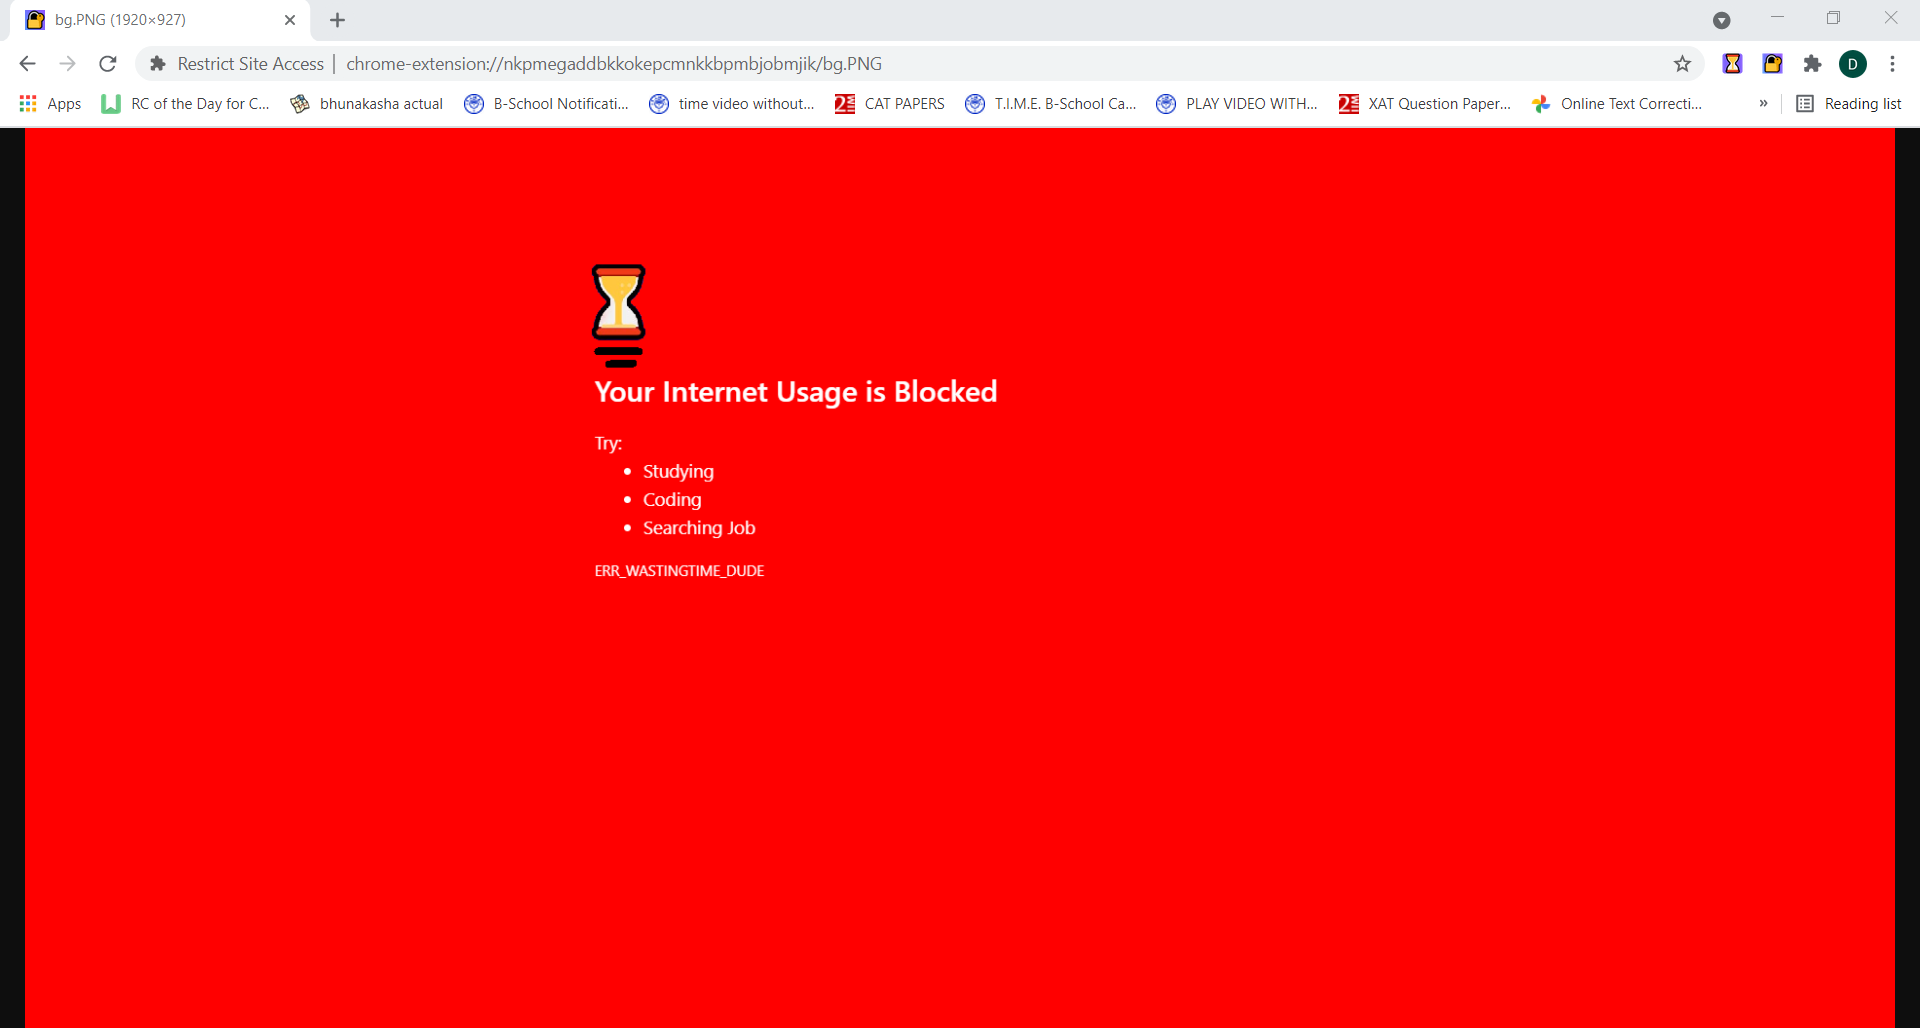 bg.PNG (1920×927)
Restrict Site Access | chrome-extension://nkpmegaddbkkokepcmnkkbpmbjobmjik/bg.PNG
D
Apps RC of the Day for C... bhunakasha actual B-School Notificati... time video without... CAT PAPERS T.I.M.E. B-School Ca... PLAY VIDEO WITH... XAT Question Paper... Online Text Correcti... » Reading list
Your Internet Usage is Blocked
Try:
• Studying
• Coding
• Searching Job
ERR_WASTINGTIME_DUDE